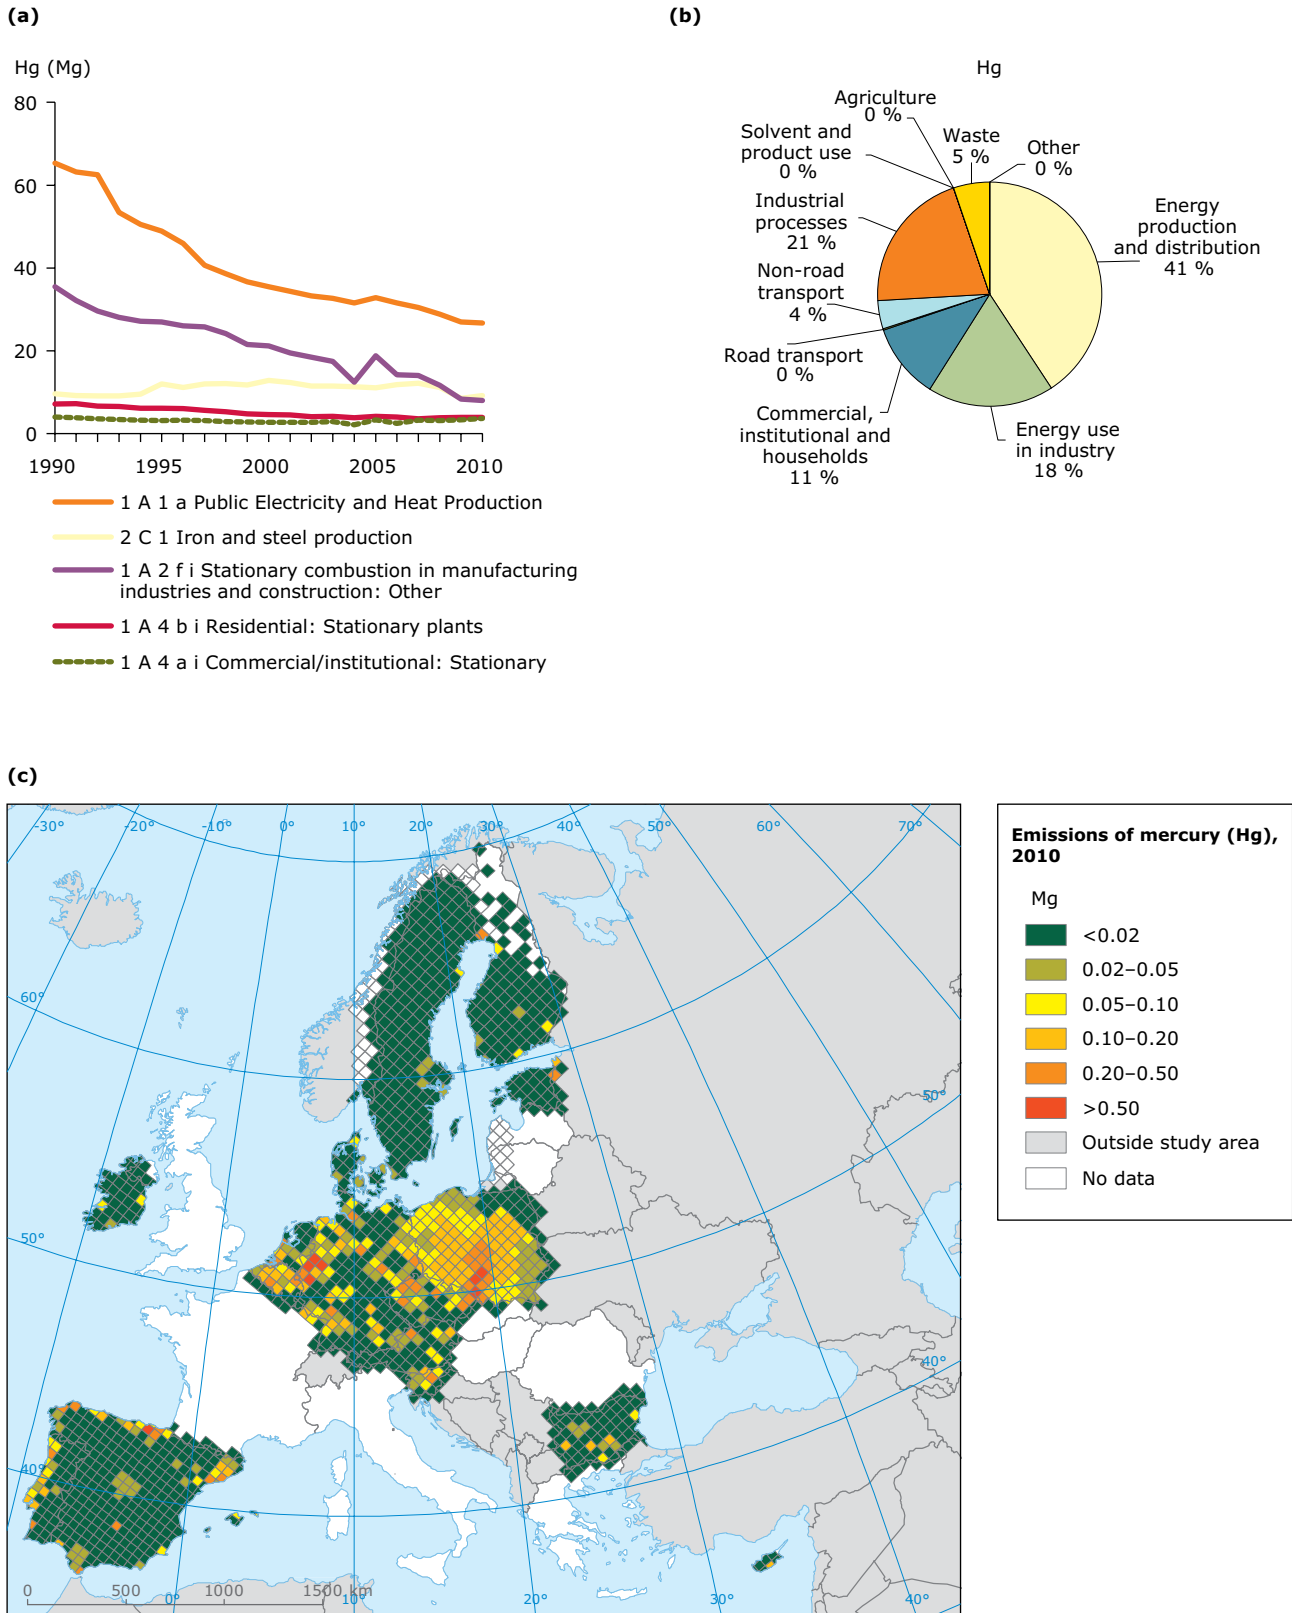 (a)
Hg (Mg)
80
60
40
20
0
1990
1995
2000
2005
2010
1 A 1 a Public Electricity and Heat Production
2 C 1 Iron and steel production
1 A 2 f i Stationary combustion in manufacturing
industries and construction: Other
1 A 4 b i Residential: Stationary plants
1 A 4 a i Commercial/institutional: Stationary
(b)
Hg
Agriculture
0 %
Solvent and
product use
0 %
Waste
5 %
Other
0 %
Industrial
processes
21 %
Energy
production
and distribution
41 %
Non-road
transport
4 %
Road transport
0 %
Commercial,
institutional and
households
11 %
Energy use
in industry
18 %
(c)
-30°
-20°
-10°
0°
10°
20°
30°
40°
50°
60°
70°
60°
50°
50°
40°
40°
0
500
1000
1500 km
0°
10°
20°
30°
40°
Emissions of mercury (Hg),
2010
Mg
<0.02
0.02–0.05
0.05–0.10
0.10–0.20
0.20–0.50
>0.50
Outside study area
No data